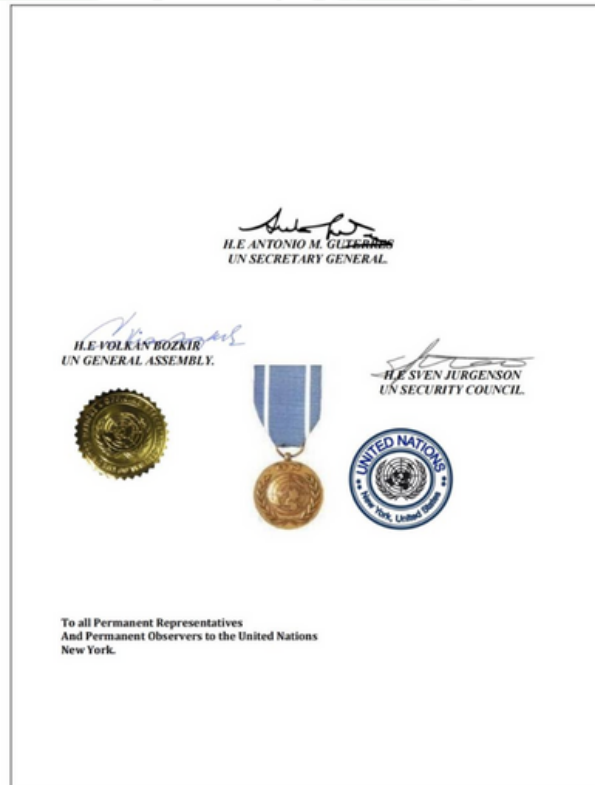 H.E ANTONIO M. GUTERRES
UN SECRETARY GENERAL.
H.E VOLKAN BOZKIR
UN GENERAL ASSEMBLY.
H.E SVEN JURGENSON
UN SECURITY COUNCIL.
UNITED NATIONS
New York, United States
To all Permanent Representatives
And Permanent Observers to the United Nations
New York.